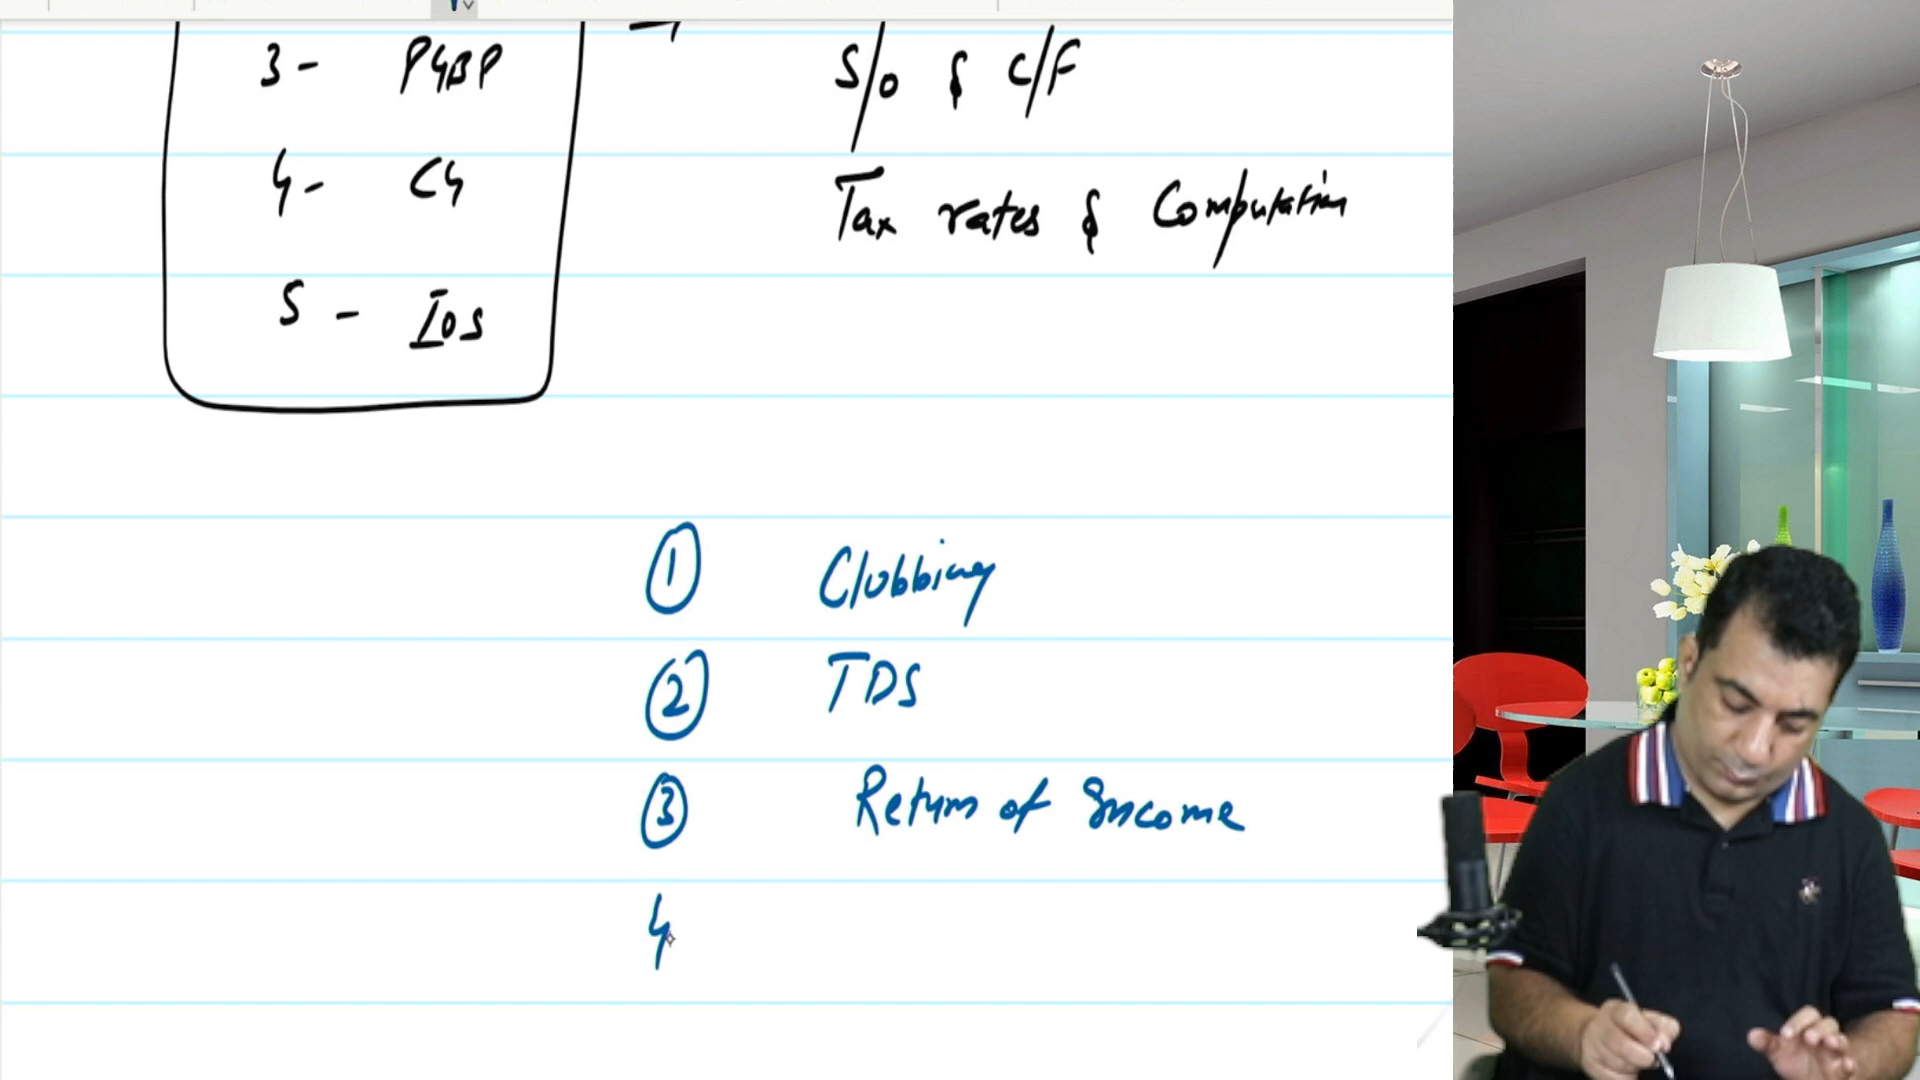 3 - PGBP
S/o & C/F
4 - CG
Tax rates & Computation
5 - IOS
① Clubbing
② TDS
③ Return of Income
4